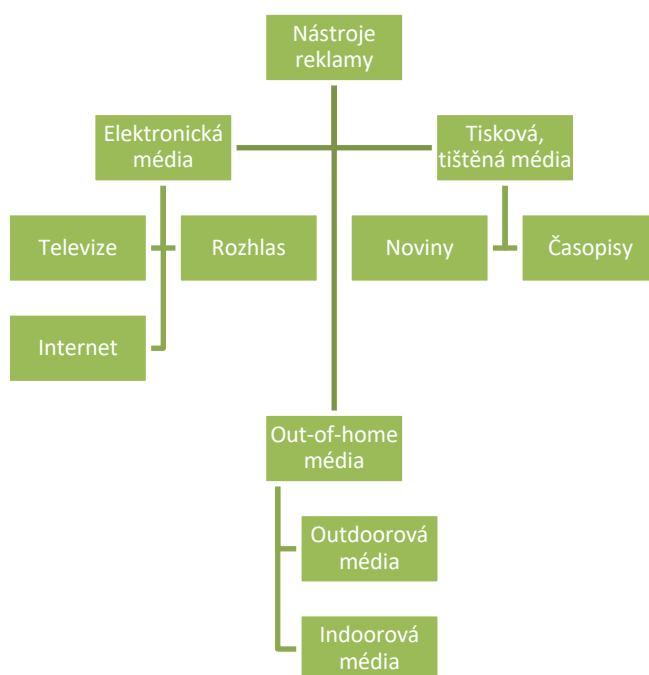 Nástroje
reklamy
Elektronická
média
Tisková,
tištěná média
Televize
Rozhlas
Noviny
Časopisy
Internet
Out-of-home
média
Outdoorová
média
Indoorová
média